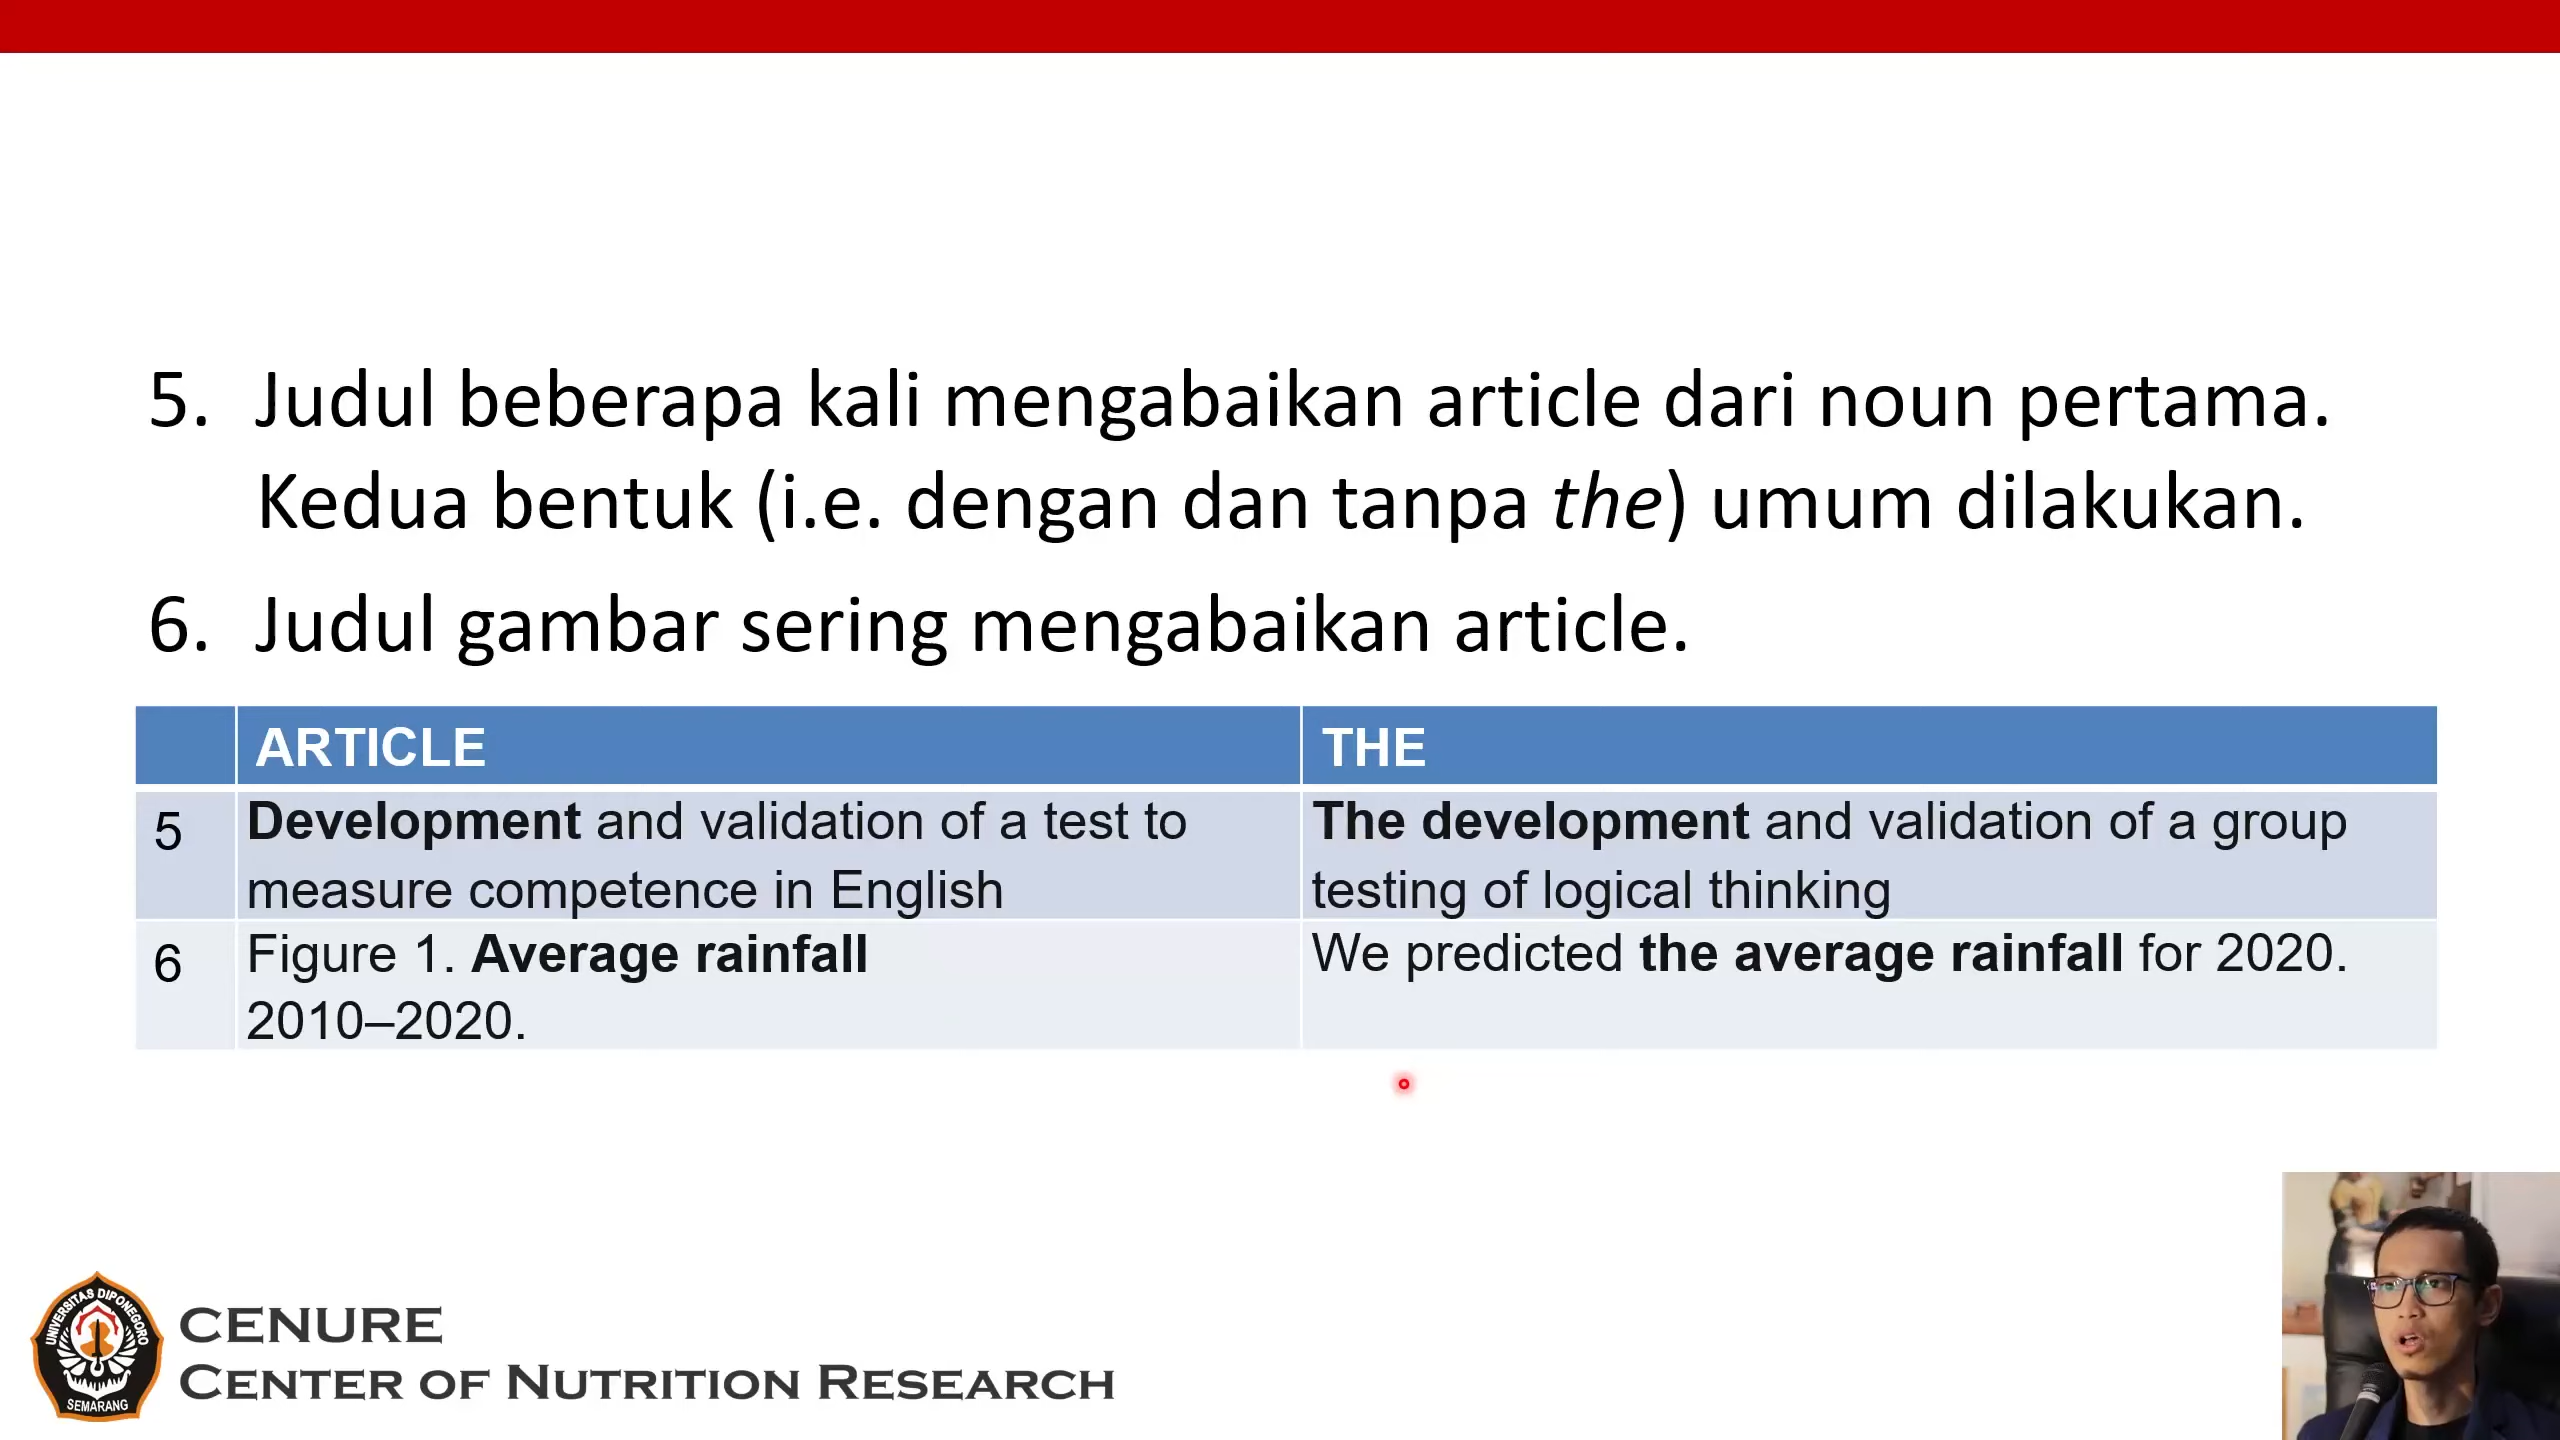 5. Judul beberapa kali mengabaikan article dari noun pertama.
Kedua bentuk (i.e. dengan dan tanpa the) umum dilakukan.
6. Judul gambar sering mengabaikan article.
ARTICLE THE
5 Development and validation of a test to The development and validation of a group
measure competence in English testing of logical thinking
6 Figure 1. Average rainfall We predicted the average rainfall for 2020.
2010–2020.
UNIVERSITAS DIPONEGORO
SEMARANG
CENURE
CENTER OF NUTRITION RESEARCH